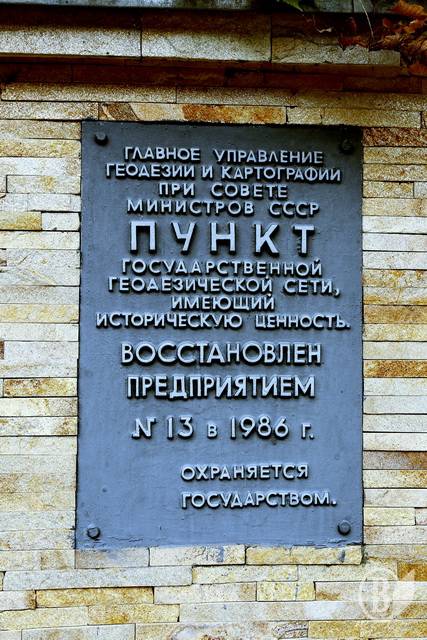 ГЛАВНОЕ УПРАВЛЕНИЕ
ГЕОДЕЗИИ И КАРТОГРАФИИ
ПРИ СОВЕТЕ
МИНИСТРОВ СССР
ПУНКТ
ГОСУДАРСТВЕННОЙ
ГЕОДЕЗИЧЕСКОЙ СЕТИ,
ИМЕЮЩИЙ
ИСТОРИЧЕСКУЮ ЦЕННОСТЬ.
ВОССТАНОВЛЕН
ПРЕДПРИЯТИЕМ
№ 13 в 1986 г.
ОХРАНЯЕТСЯ
ГОСУДАРСТВОМ.
B